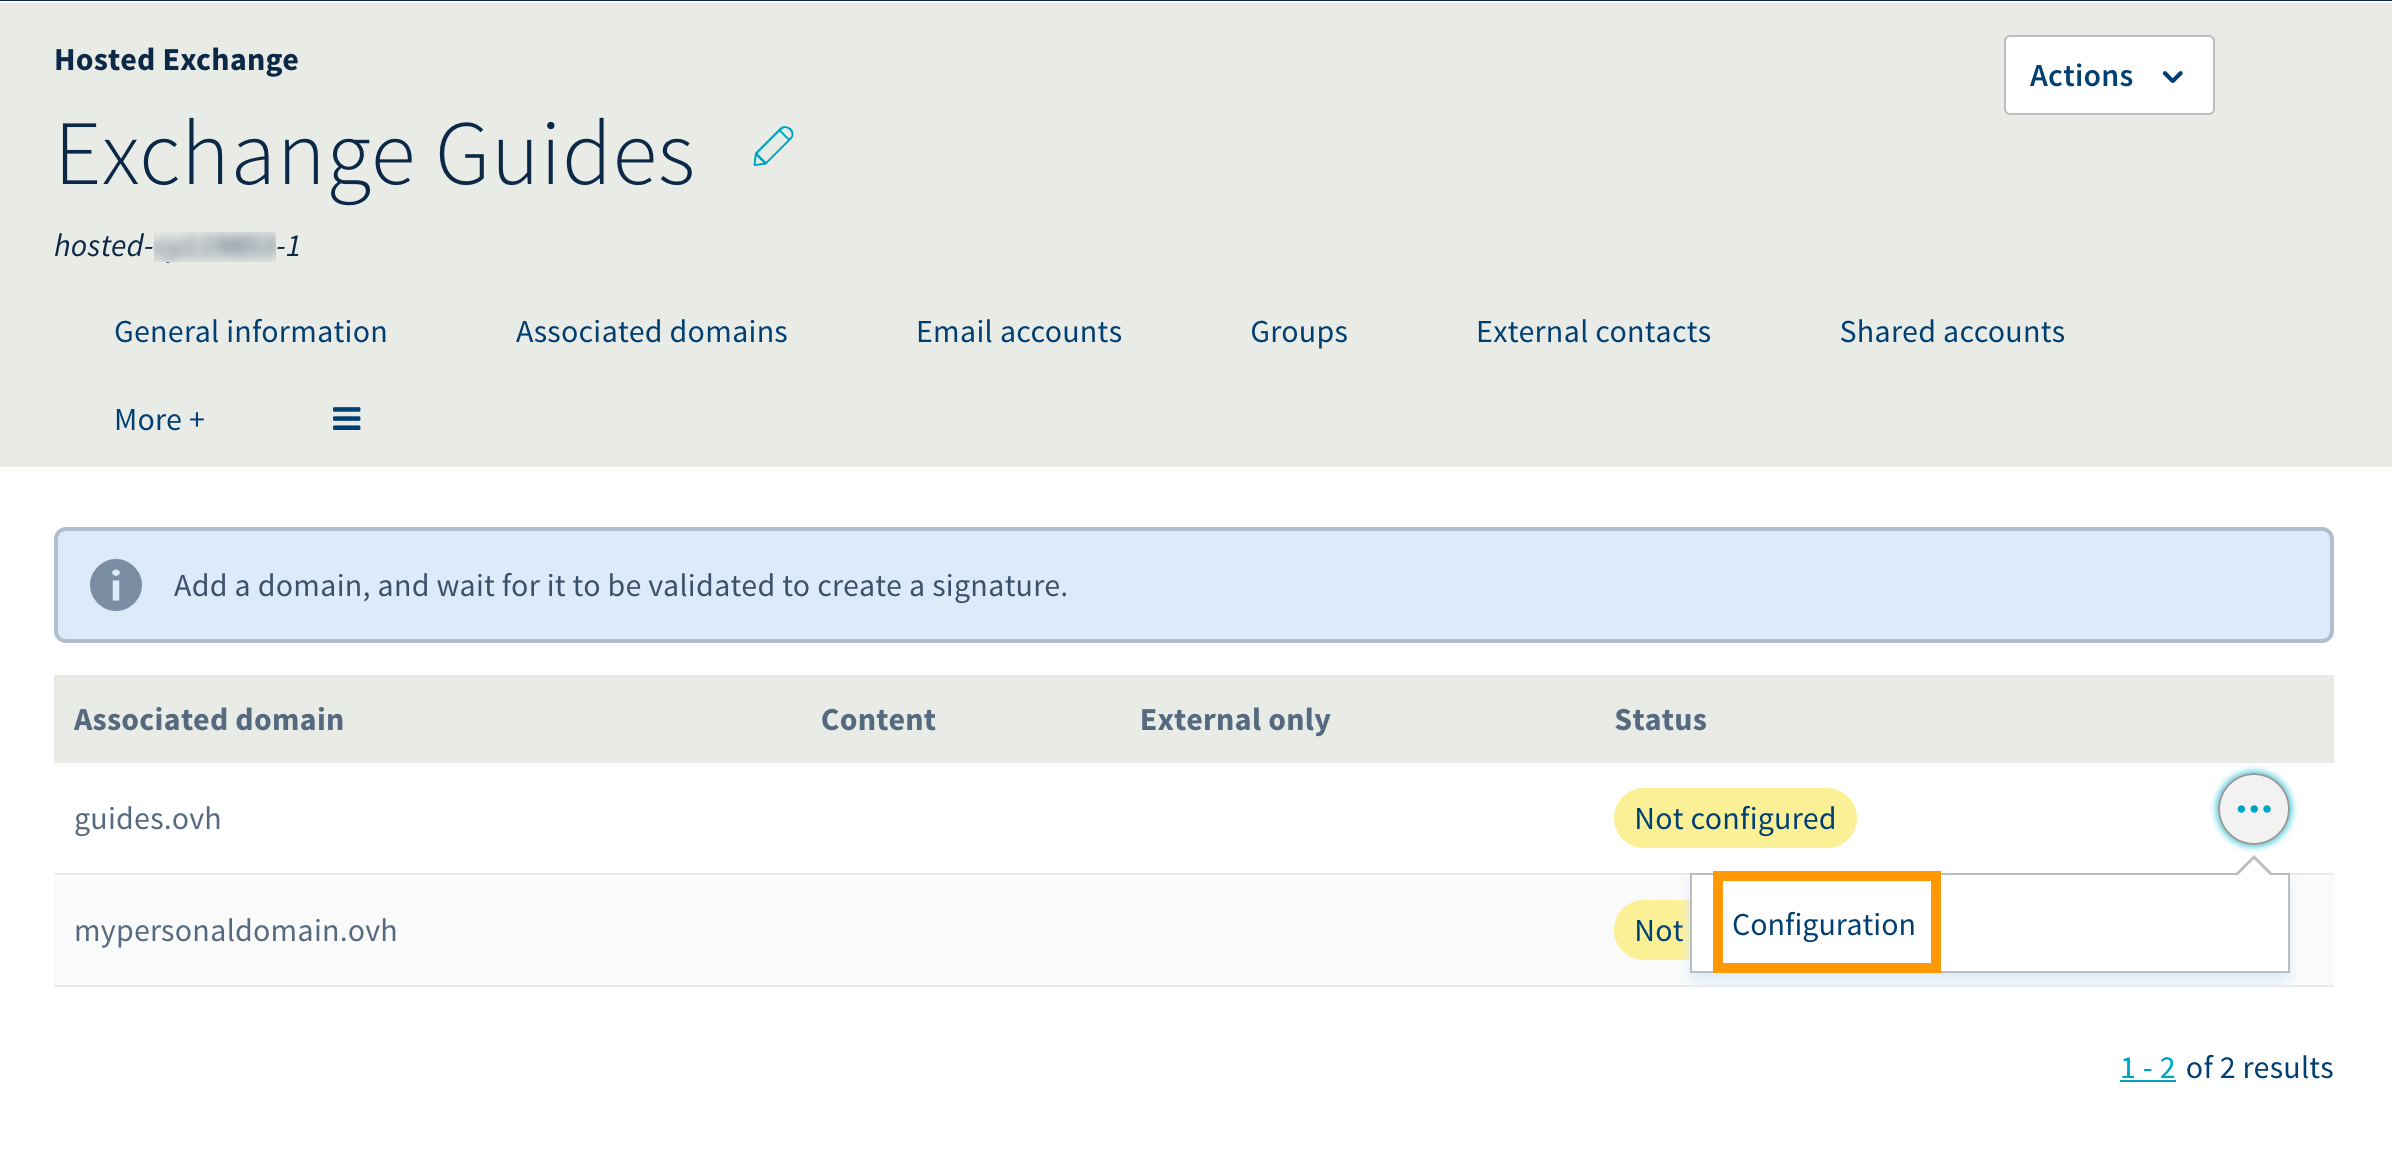 Hosted Exchange
Actions
Exchange Guides
hosted- -1
General information Associated domains Email accounts Groups External contacts Shared accounts
More +
Add a domain, and wait for it to be validated to create a signature.
Associated domain Content External only Status
guides.ovh Not configured
mypersonaldomain.ovh Not Configuration
1 - 2 of 2 results